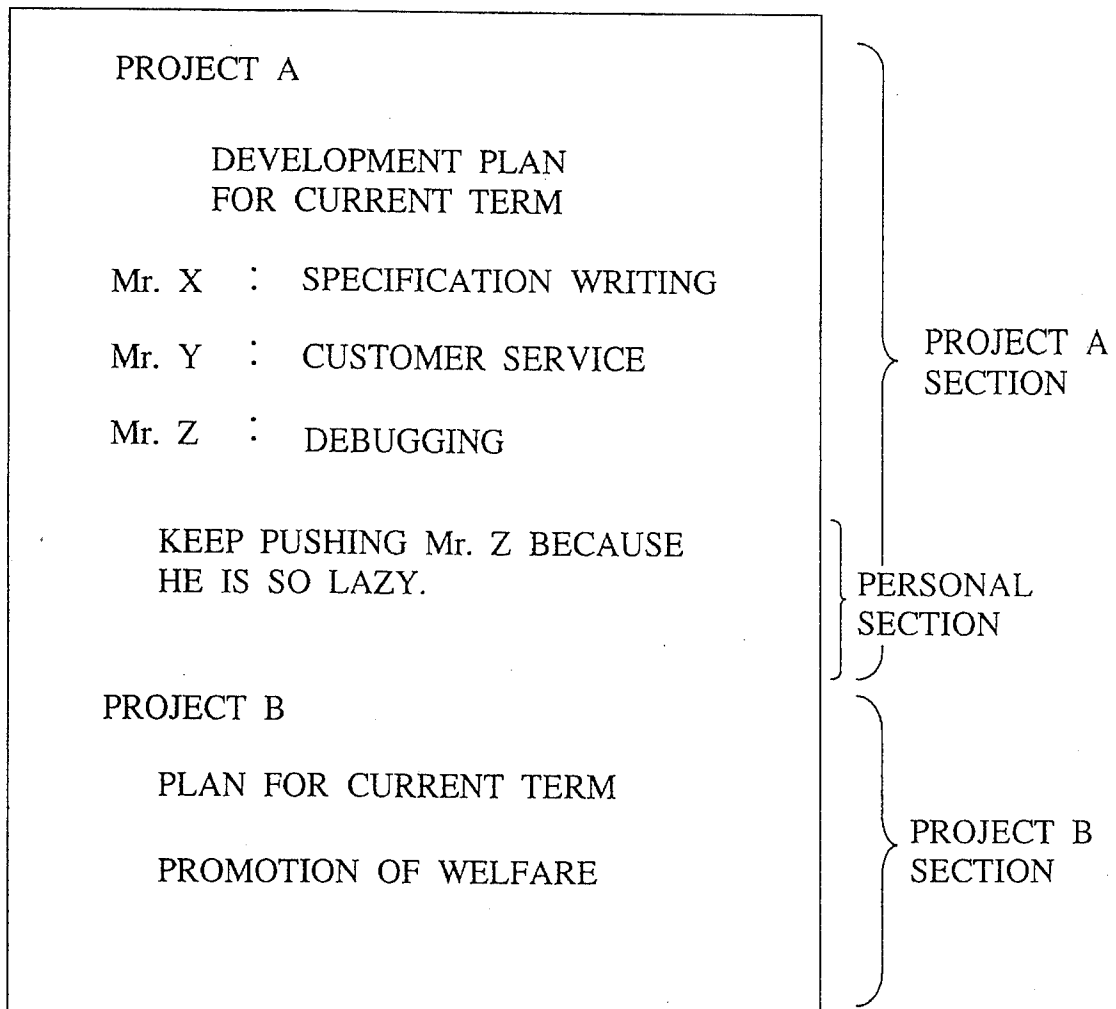 PROJECT A
DEVELOPMENT PLAN
FOR CURRENT TERM
Mr. X : SPECIFICATION WRITING
Mr. Y : CUSTOMER SERVICE
Mr. Z : DEBUGGING
PROJECT A
SECTION
KEEP PUSHING Mr. Z BECAUSE
HE IS SO LAZY.
PERSONAL
SECTION
PROJECT B
PLAN FOR CURRENT TERM
PROMOTION OF WELFARE
PROJECT B
SECTION